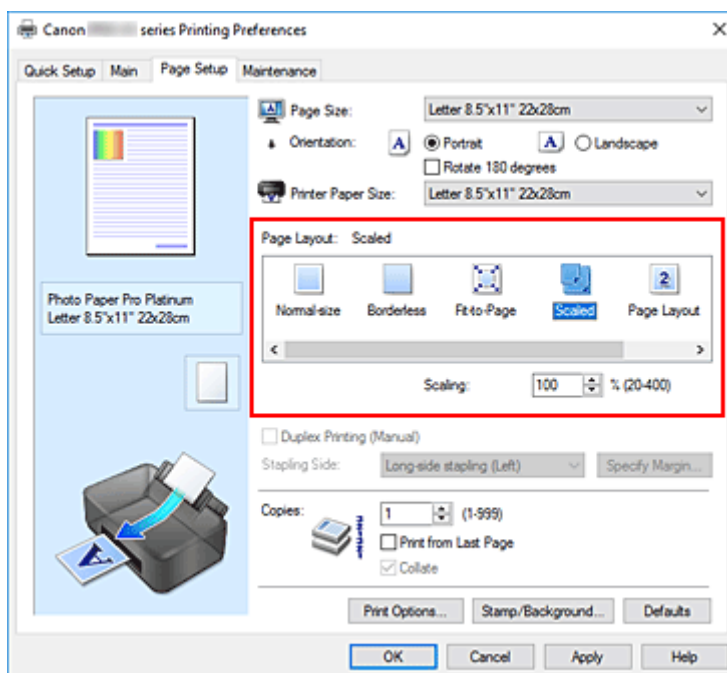 Canon series Printing Preferences
Quick Setup Main Page Setup Maintenance
Page Size: Letter 8.5"x11" 22x28cm
Orientation: A Portrait A Landscape
Rotate 180 degrees
Printer Paper Size: Letter 8.5"x11" 22x28cm
Page Layout: Scaled
Normal-size Borderless Fit-to-Page Scaled Page Layout
Scaling: 100 % (20-400)
Photo Paper Pro Platinum
Letter 8.5"x11" 22x28cm
Duplex Printing (Manual)
Stapling Side: Long-side stapling (Left) Specify Margin...
Copies: 1 (1-999)
Print from Last Page
Collate
Print Options... Stamp/Background... Defaults
OK Cancel Apply Help